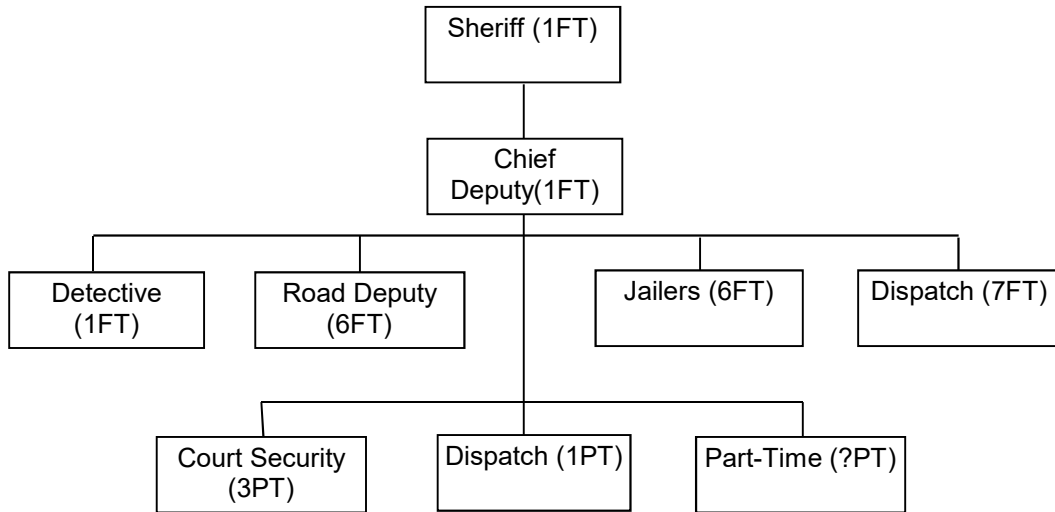 Sheriff (1FT)
Chief
Deputy(1FT)
Detective
(1FT)
Road Deputy
(6FT)
Jailers (6FT)
Dispatch (7FT)
Court Security
(3PT)
Dispatch (1PT)
Part-Time (?PT)